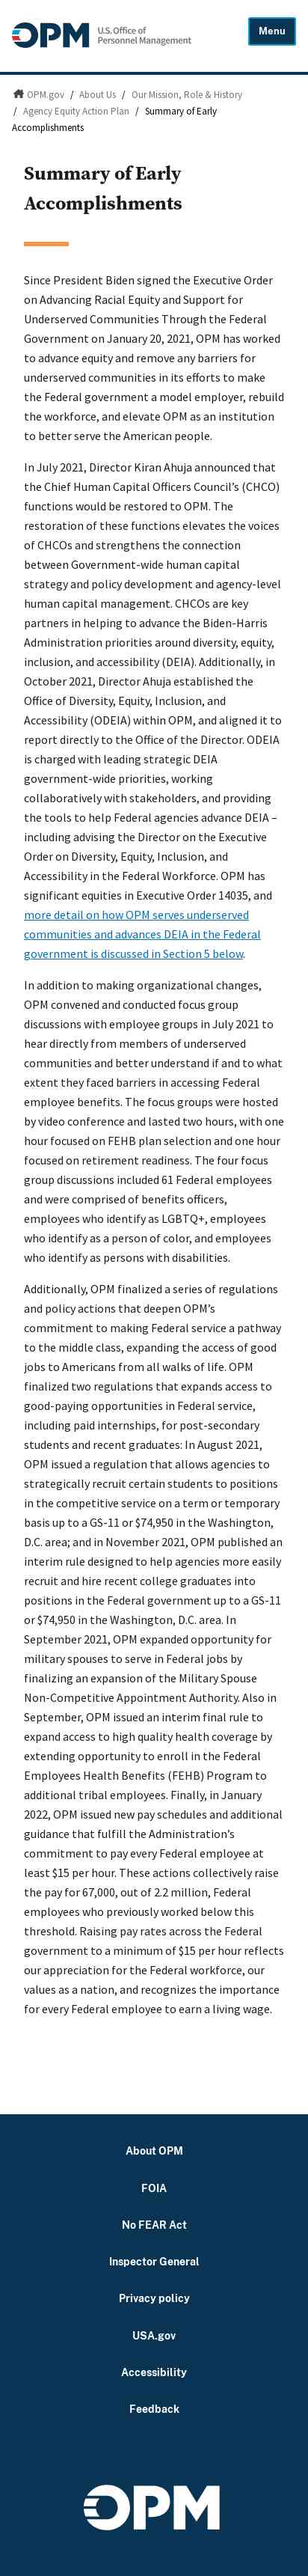 OPM U.S. Office of
Personnel Management
Menu
OPM.gov / About Us / Our Mission, Role & History
/ Agency Equity Action Plan / Summary of Early
Accomplishments
Summary of Early
Accomplishments
Since President Biden signed the Executive Order
on Advancing Racial Equity and Support for
Underserved Communities Through the Federal
Government on January 20, 2021, OPM has worked
to advance equity and remove any barriers for
underserved communities in its efforts to make
the Federal government a model employer, rebuild
the workforce, and elevate OPM as an institution
to better serve the American people.
In July 2021, Director Kiran Ahuja announced that
the Chief Human Capital Officers Council’s (CHCO)
functions would be restored to OPM. The
restoration of these functions elevates the voices
of CHCOs and strengthens the connection
between Government-wide human capital
strategy and policy development and agency-level
human capital management. CHCOs are key
partners in helping to advance the Biden-Harris
Administration priorities around diversity, equity,
inclusion, and accessibility (DEIA). Additionally, in
October 2021, Director Ahuja established the
Office of Diversity, Equity, Inclusion, and
Accessibility (ODEIA) within OPM, and aligned it to
report directly to the Office of the Director. ODEIA
is charged with leading strategic DEIA
government-wide priorities, working
collaboratively with stakeholders, and providing
the tools to help Federal agencies advance DEIA –
including advising the Director on the Executive
Order on Diversity, Equity, Inclusion, and
Accessibility in the Federal Workforce. OPM has
significant equities in Executive Order 14035, and
more detail on how OPM serves underserved
communities and advances DEIA in the Federal
government is discussed in Section 5 below.
In addition to making organizational changes,
OPM convened and conducted focus group
discussions with employee groups in July 2021 to
hear directly from members of underserved
communities and better understand if and to what
extent they faced barriers in accessing Federal
employee benefits. The focus groups were hosted
by video conference and lasted two hours, with one
hour focused on FEHB plan selection and one hour
focused on retirement readiness. The four focus
group discussions included 61 Federal employees
and were comprised of benefits officers,
employees who identify as LGBTQ+, employees
who identify as a person of color, and employees
who identify as persons with disabilities.
Additionally, OPM finalized a series of regulations
and policy actions that deepen OPM’s
commitment to making Federal service a pathway
to the middle class, expanding the access of good
jobs to Americans from all walks of life. OPM
finalized two regulations that expands access to
good-paying opportunities in Federal service,
including paid internships, for post-secondary
students and recent graduates: In August 2021,
OPM issued a regulation that allows agencies to
strategically recruit certain students to positions
in the competitive service on a term or temporary
basis up to a GS-11 or $74,950 in the Washington,
D.C. area; and in November 2021, OPM published an
interim rule designed to help agencies more easily
recruit and hire recent college graduates into
positions in the Federal government up to a GS-11
or $74,950 in the Washington, D.C. area. In
September 2021, OPM expanded opportunity for
military spouses to serve in Federal jobs by
finalizing an expansion of the Military Spouse
Non-Competitive Appointment Authority. Also in
September, OPM issued an interim final rule to
expand access to high quality health coverage by
extending opportunity to enroll in the Federal
Employees Health Benefits (FEHB) Program to
additional tribal employees. Finally, in January
2022, OPM issued new pay schedules and additional
guidance that fulfill the Administration’s
commitment to pay every Federal employee at
least $15 per hour. These actions collectively raise
the pay for 67,000, out of 2.2 million, Federal
employees who previously worked below this
threshold. Raising pay rates across the Federal
government to a minimum of $15 per hour reflects
our appreciation for the Federal workforce, our
values as a nation, and recognizes the importance
for every Federal employee to earn a living wage.
About OPM
FOIA
No FEAR Act
Inspector General
Privacy policy
USA.gov
Accessibility
Feedback
OPM